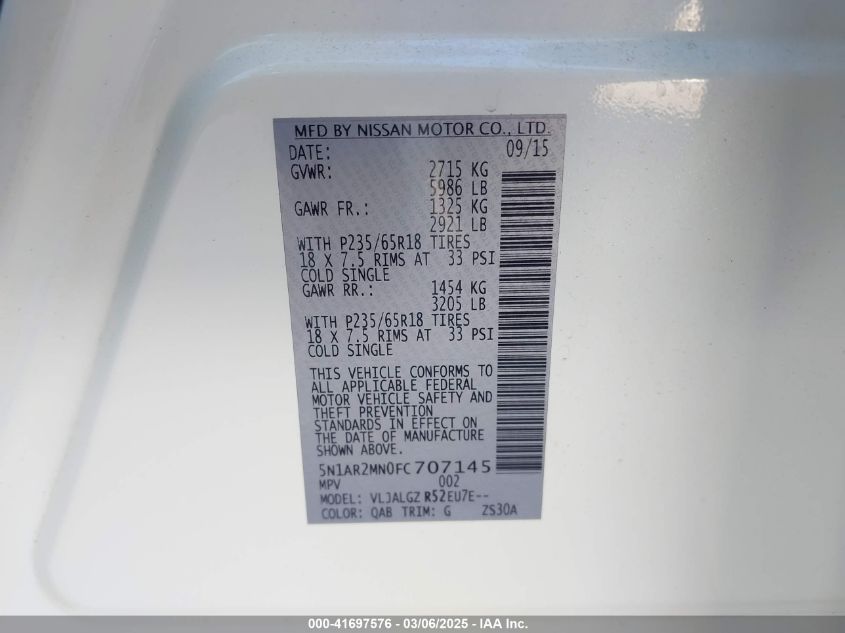 MFD BY NISSAN MOTOR CO., LTD.
DATE: 09/15
GVWR: 2715 KG
5986 LB
GAWR FR.: 1325 KG
2921 LB
WITH P235/65R18 TIRES
18 X 7.5 RIMS AT 33 PSI
COLD SINGLE
GAWR RR.: 1454 KG
3205 LB
WITH P235/65R18 TIRES
18 X 7.5 RIMS AT 33 PSI
COLD SINGLE
THIS VEHICLE CONFORMS TO
ALL APPLICABLE FEDERAL
MOTOR VEHICLE SAFETY AND
THEFT PREVENTION
STANDARDS IN EFFECT ON
THE DATE OF MANUFACTURE
SHOWN ABOVE.
5N1AR2MN0FC707145
MPV 002
MODEL: VLJALGZ R52EU7E--
COLOR: QAB TRIM: G ZS30A
000-41697576 - 03/06/2025 - IAA Inc.